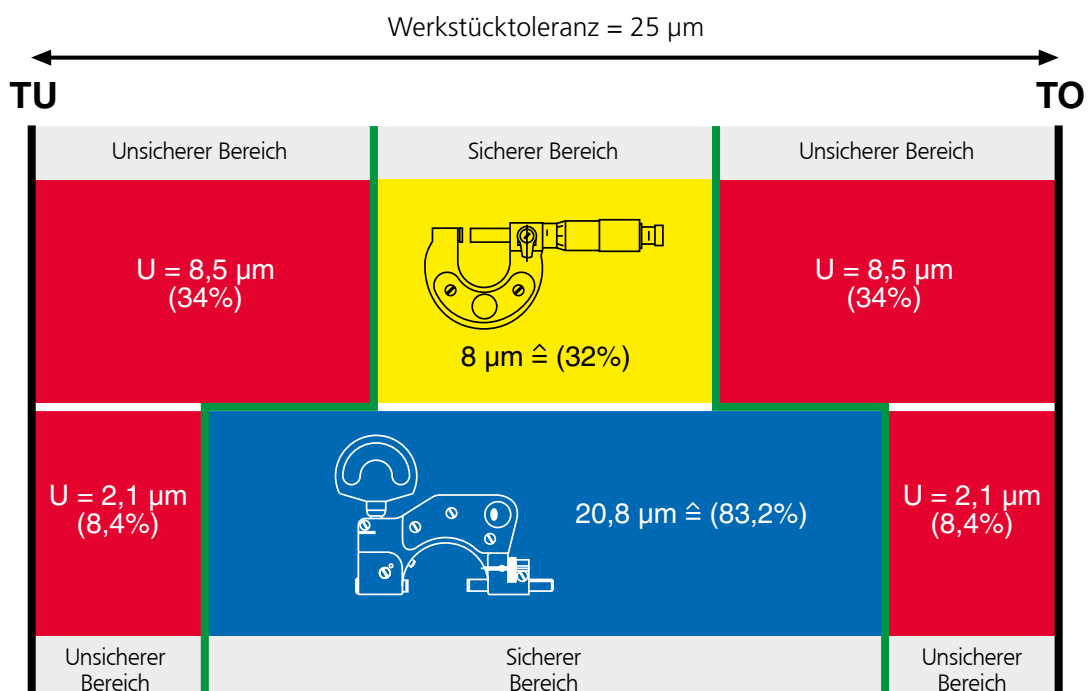 Werkstücktoleranz = 25 µm
TU
TO
Unsicherer Bereich
Sicherer Bereich
Unsicherer Bereich
U = 8,5 µm
(34%)
8 µm ≙ (32%)
U = 8,5 µm
(34%)
U = 2,1 µm
(8,4%)
20,8 µm ≙ (83,2%)
U = 2,1 µm
(8,4%)
Unsicherer
Bereich
Sicherer
Bereich
Unsicherer
Bereich